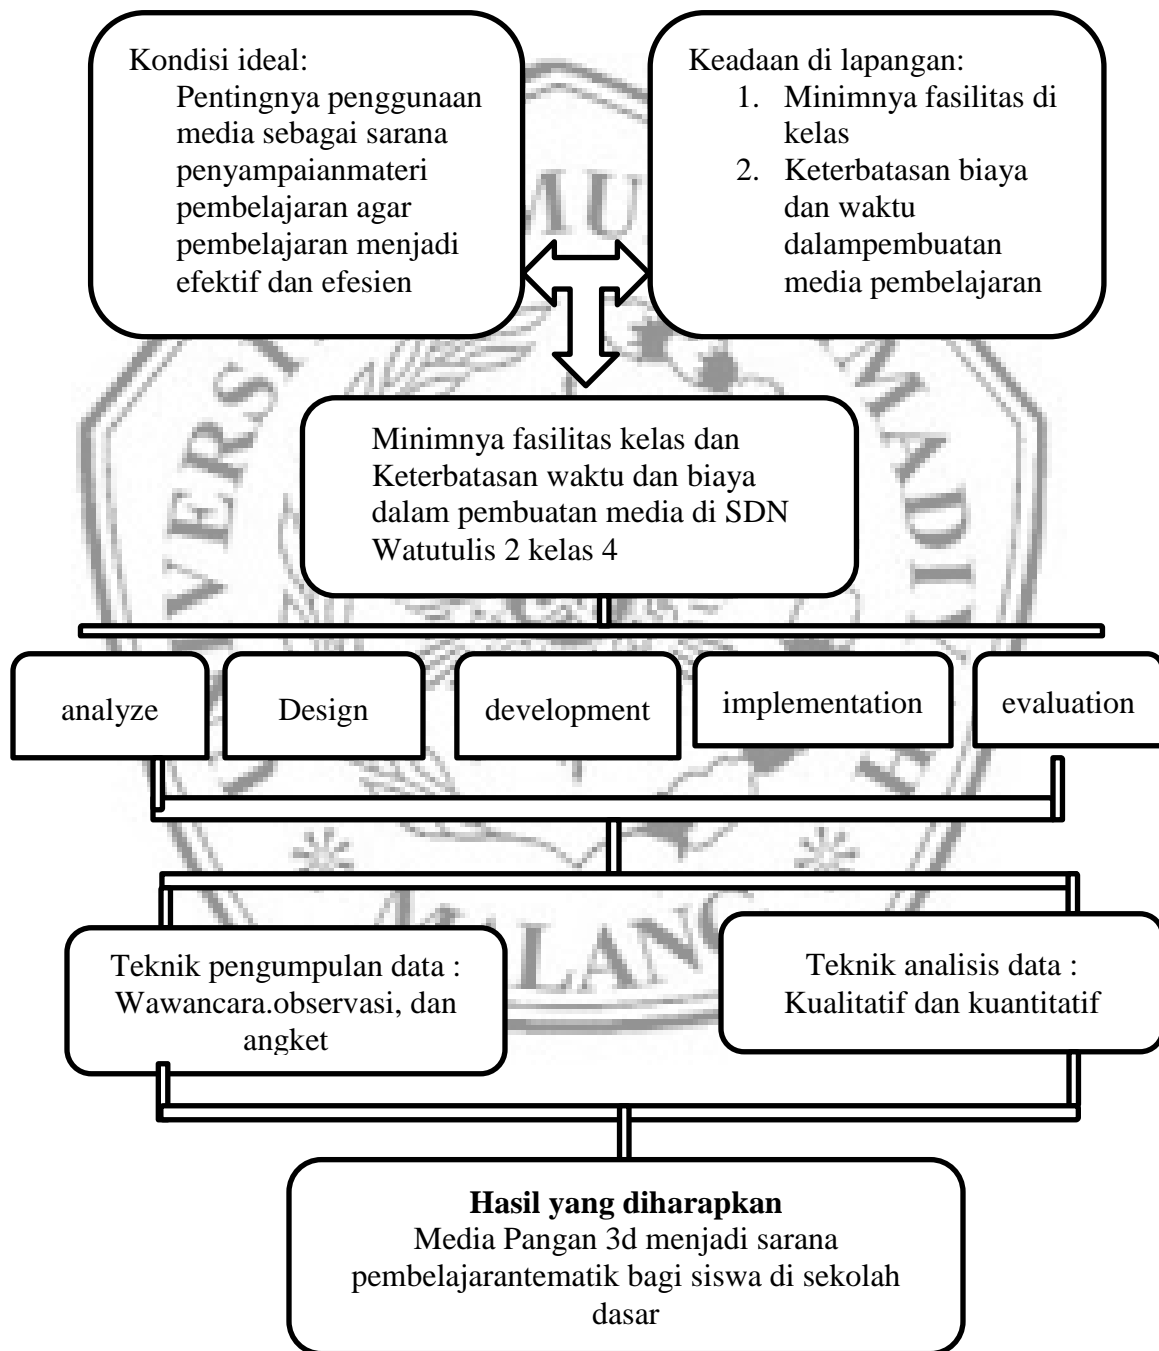 Kondisi ideal:
Pentingnya penggunaan
media sebagai sarana
penyampaianmateri
pembelajaran agar
pembelajaran menjadi
efektif dan efesien
Keadaan di lapangan:
1. Minimnya fasilitas di
kelas
2. Keterbatasan biaya
dan waktu
dalampembuatan
media pembelajaran
Minimnya fasilitas kelas dan
Keterbatasan waktu dan biaya
dalam pembuatan media di SDN
Watutulis 2 kelas 4
analyze
Design
development
implementation
evaluation
Teknik pengumpulan data :
Wawancara.observasi, dan
angket
Teknik analisis data :
Kualitatif dan kuantitatif
Hasil yang diharapkan
Media Pangan 3d menjadi sarana
pembelajarantematik bagi siswa di sekolah
dasar